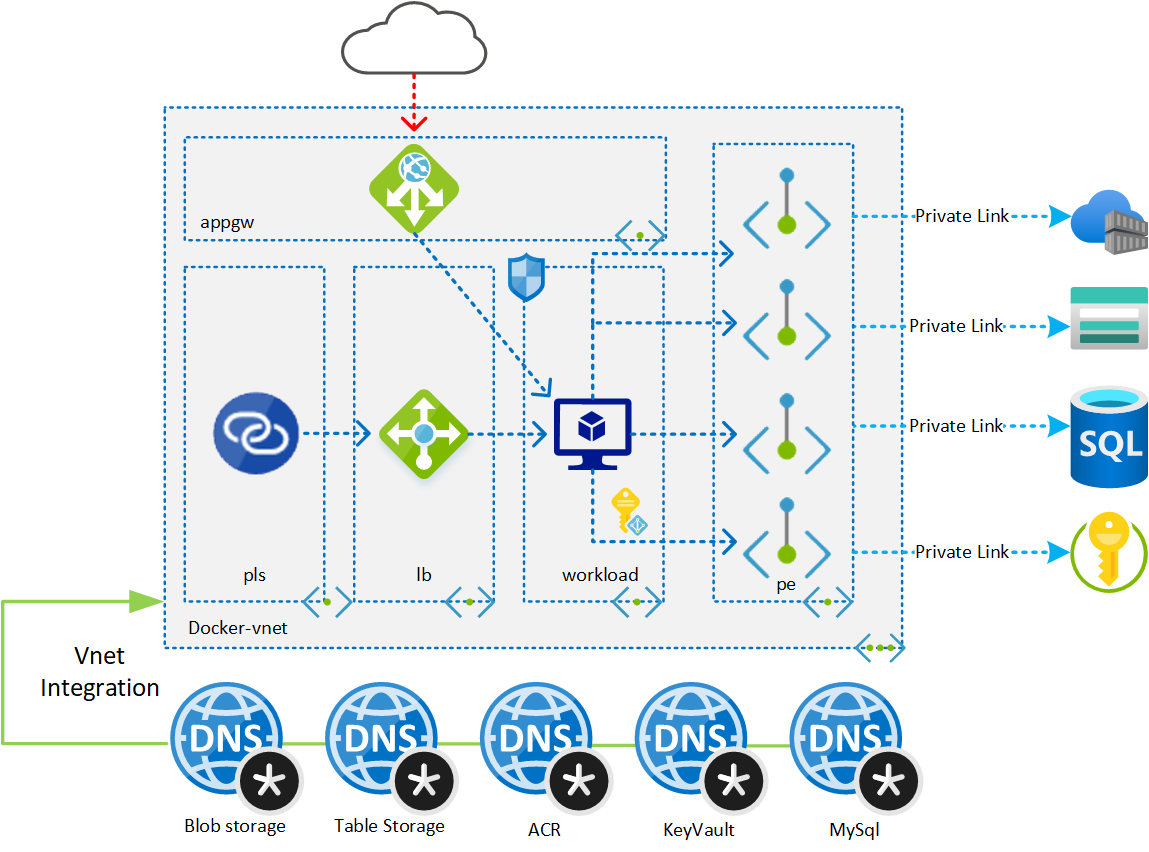 appgw
Private Link
Private Link
Private Link
SQL
Private Link
pls
lb
workload
pe
Docker-vnet
Vnet
Integration
DNS
DNS
DNS
DNS
DNS
Blob storage
Table Storage
ACR
KeyVault
MySql